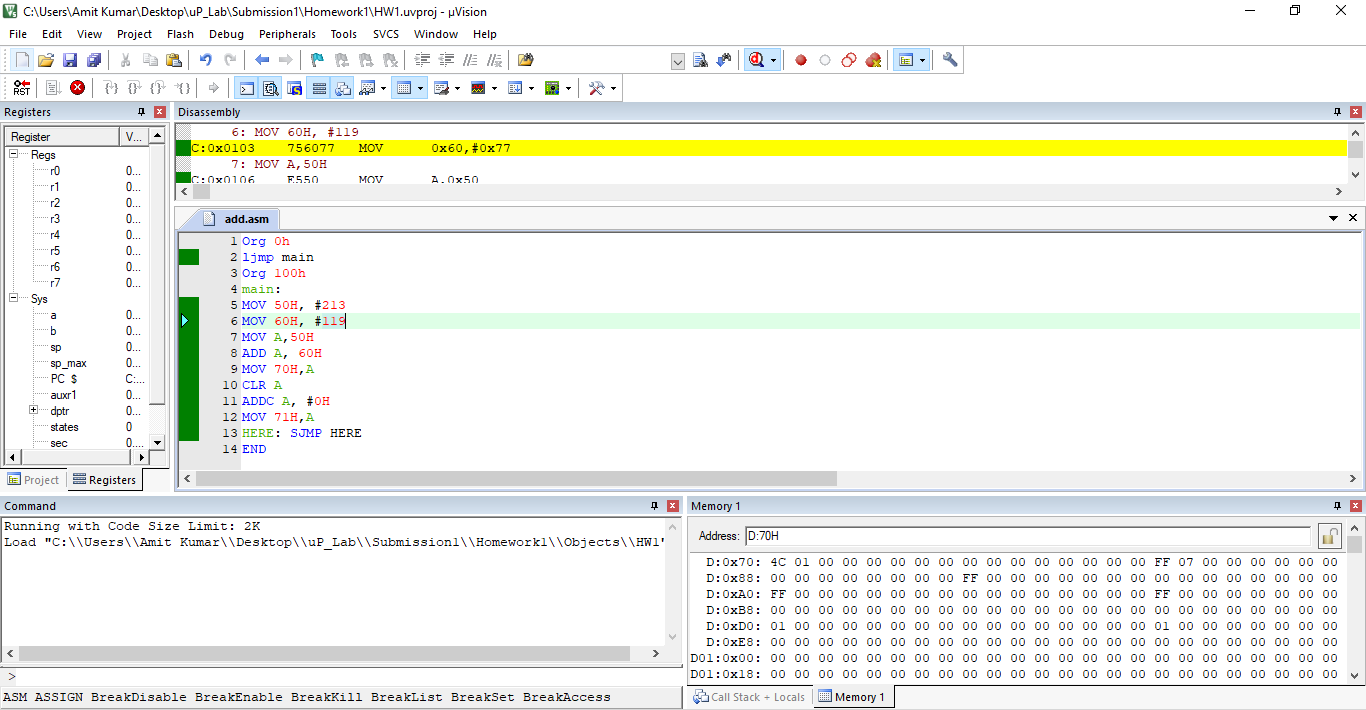 C:\Users\Amit Kumar\Desktop\uP_Lab\Submission1\Homework1\HW1.uvproj - µVision
File Edit View Project Flash Debug Peripherals Tools SVCS Window Help
RST
Registers
Register V...
Regs
r0 0...
r1 0...
r2 0...
r3 0...
r4 0...
r5 0...
r6 0...
r7 0...
Sys
a 0...
b 0...
sp 0...
sp_max 0...
PC $ C:...
auxr1 0...
dptr 0...
states 0
sec 0....
Project Registers
Disassembly
6: MOV 60H, #119
C:0x0103 756077 MOV 0x60,#0x77
7: MOV A,50H
C:0x0106 E550 MOV A,0x50
add.asm
1 Org 0h
2 ljmp main
3 Org 100h
4 main:
5 MOV 50H, #213
6 MOV 60H, #119
7 MOV A,50H
8 ADD A, 60H
9 MOV 70H,A
10 CLR A
11 ADDC A, #0H
12 MOV 71H,A
13 HERE: SJMP HERE
14 END
Command
Running with Code Size Limit: 2K
Load "C:\\Users\\Amit Kumar\\Desktop\\uP_Lab\\Submission1\\Homework1\\Objects\\HW1"
>
ASM ASSIGN BreakDisable BreakEnable BreakKill BreakList BreakSet BreakAccess
Memory 1
Address: D:70H
D:0x70: 4C 01 00 00 00 00 00 00 00 00 00 00 00 00 00 00 FF 07 00 00 00 00 00 00
D:0x88: 00 00 00 00 00 00 00 00 FF 00 00 00 00 00 00 00 00 00 00 00 00 00 00 00
D:0xA0: FF 00 00 00 00 00 00 00 00 00 00 00 00 00 00 00 FF 00 00 00 00 00 00 00
D:0xB8: 00 00 00 00 00 00 00 00 00 00 00 00 00 00 00 00 00 00 00 00 00 00 00 00
D:0xD0: 01 00 00 00 00 00 00 00 00 00 00 00 00 00 00 00 01 00 00 00 00 00 00 00
D:0xE8: 00 00 00 00 00 00 00 00 00 00 00 00 00 00 00 00 00 00 00 00 00 00 00 00
D01:0x00: 00 00 00 00 00 00 00 00 00 00 00 00 00 00 00 00 00 00 00 00 00 00 00 00
D01:0x18: 00 00 00 00 00 00 00 00 00 00 00 00 00 00 00 00 00 00 00 00 00 00 00 00
Call Stack + Locals Memory 1